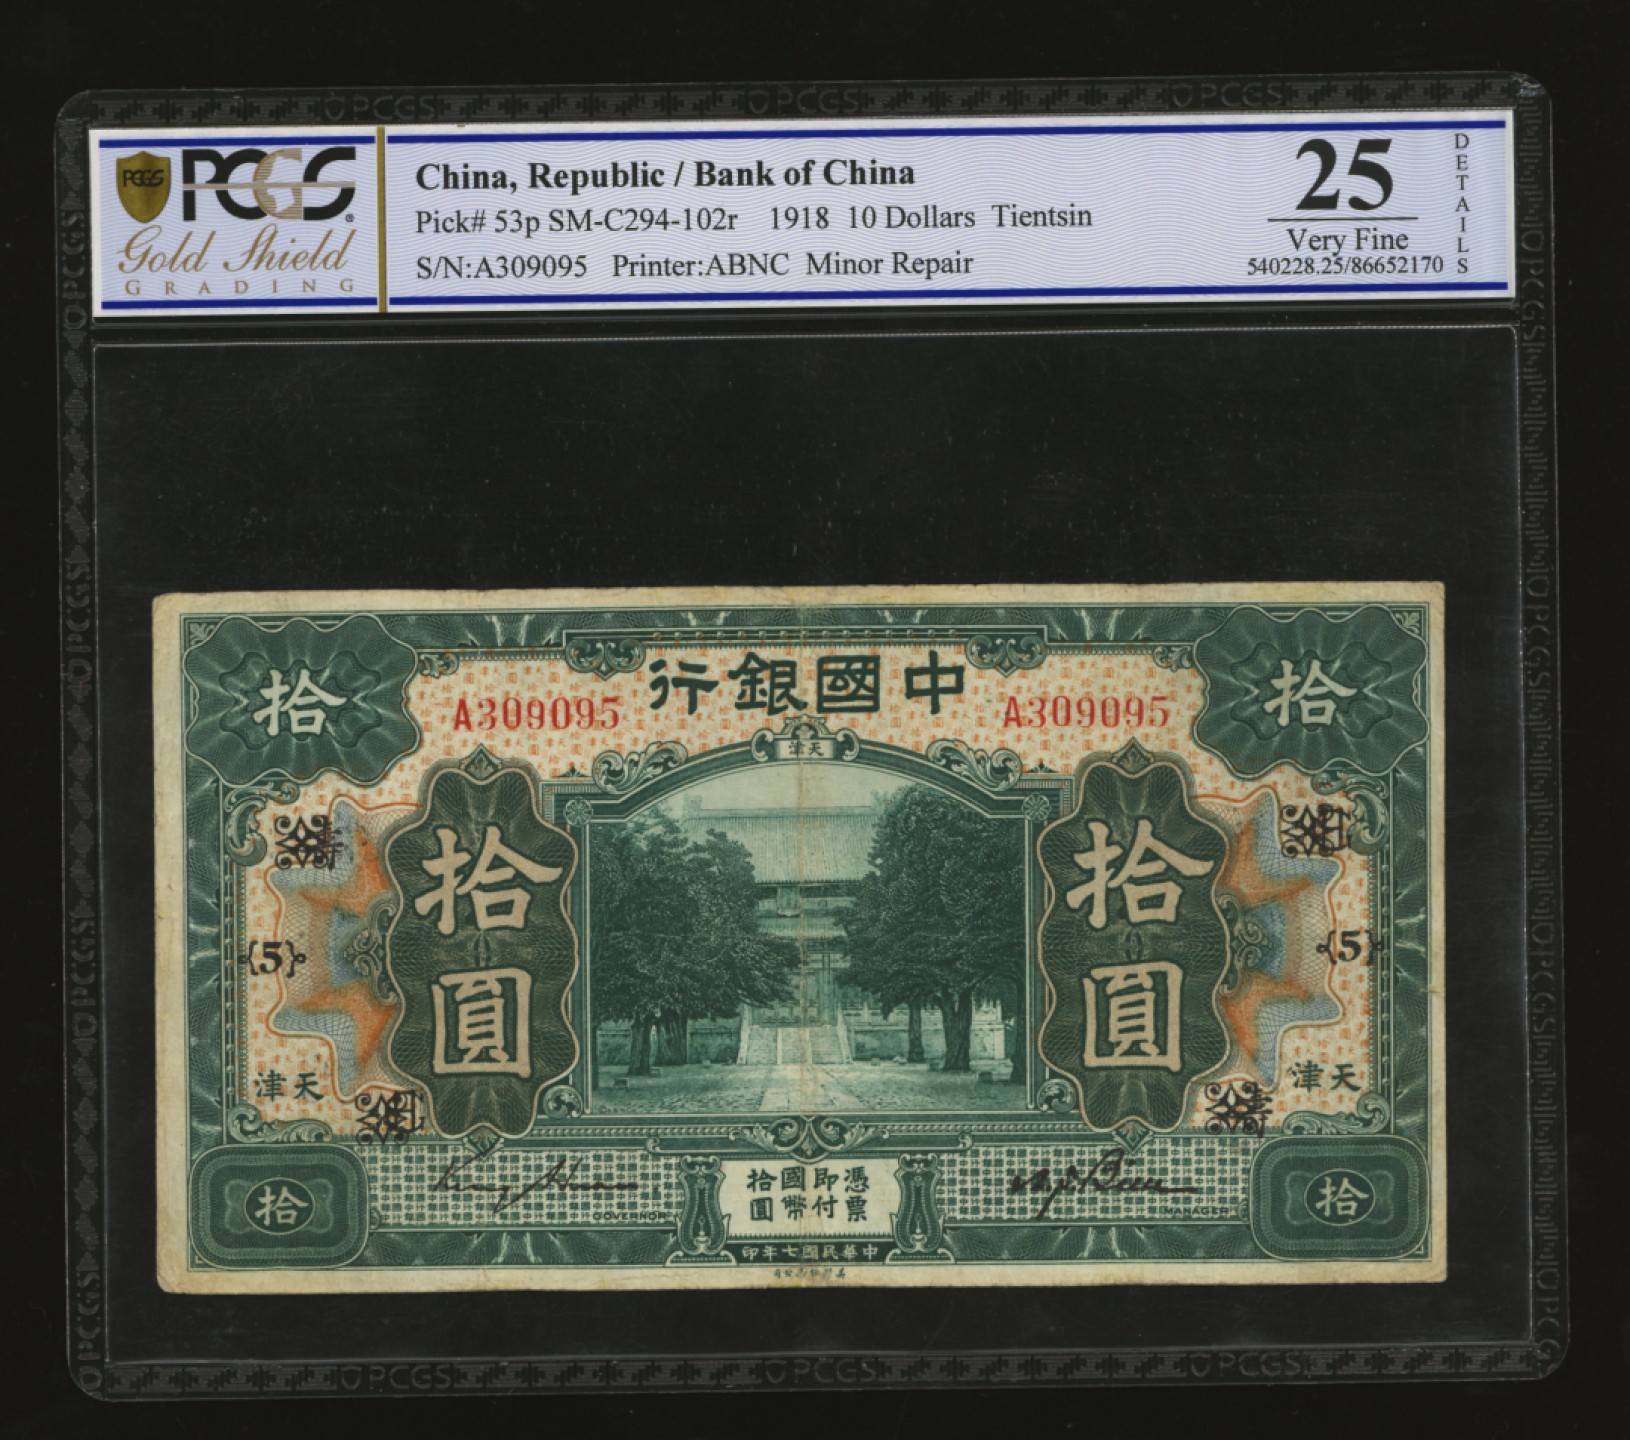 PCGS
PCGS
Gold Shield
GRADING
China, Republic / Bank of China
Pick# 53p SM-C294-102r 1918 10 Dollars Tientsin
S/N:A309095 Printer:ABNC Minor Repair
25
Very Fine
540228.25/86652170
DETAILS
拾
行銀國中
拾
A309095
A309095
津天
拾圓
拾圓
{5}
{5}
津天
津天
憑票
即付
國幣
拾圓
GOVERNOR
MANAGER
拾
拾
印年七國民華中